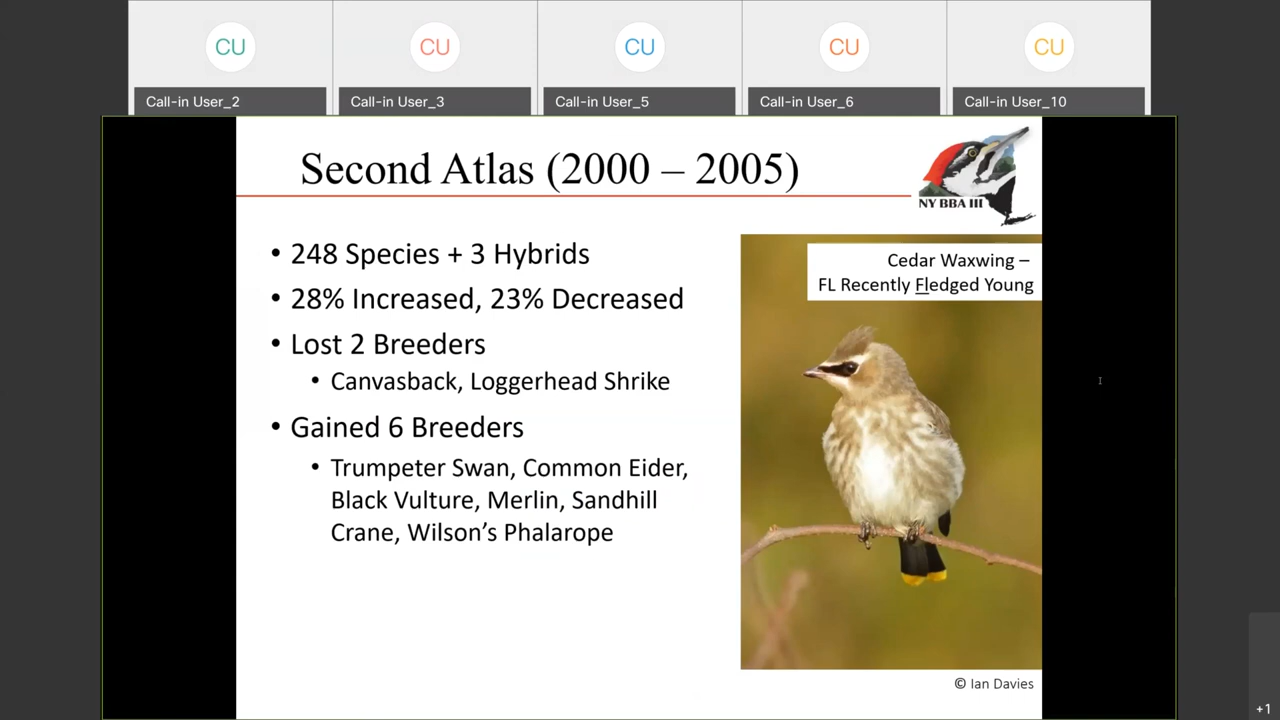 CU CU CU CU CU
Call-in User_2 Call-in User_3 Call-in User_5 Call-in User_6 Call-in User_10
Second Atlas (2000 – 2005)
NY BBA III
• 248 Species + 3 Hybrids
• 28% Increased, 23% Decreased
• Lost 2 Breeders
• Canvasback, Loggerhead Shrike
• Gained 6 Breeders
• Trumpeter Swan, Common Eider,
Black Vulture, Merlin, Sandhill
Crane, Wilson’s Phalarope
Cedar Waxwing –
FL Recently Fledged Young
© Ian Davies
+1